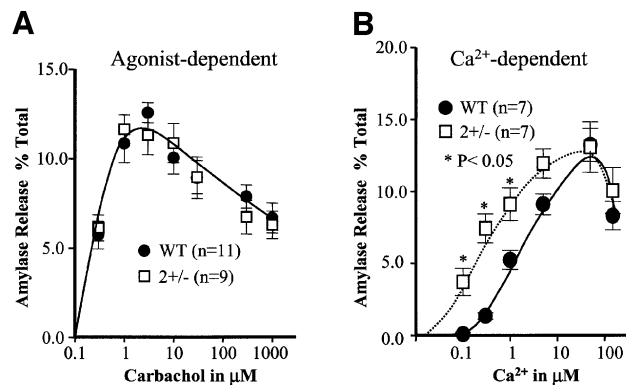 A
Agonist-dependent
15.0
10.0
5.0
0.0
Amylase Release % Total
WT (n=11)
2+/- (n=9)
0.1 1 10 100 1000
Carbachol in µM
B
Ca²⁺-dependent
20.0
15.0
10.0
5.0
0.0
Amylase Release % Total
WT (n=7)
2+/- (n=7)
* P< 0.05
*
*
*
0.1 1 10 100
Ca²⁺ in µM